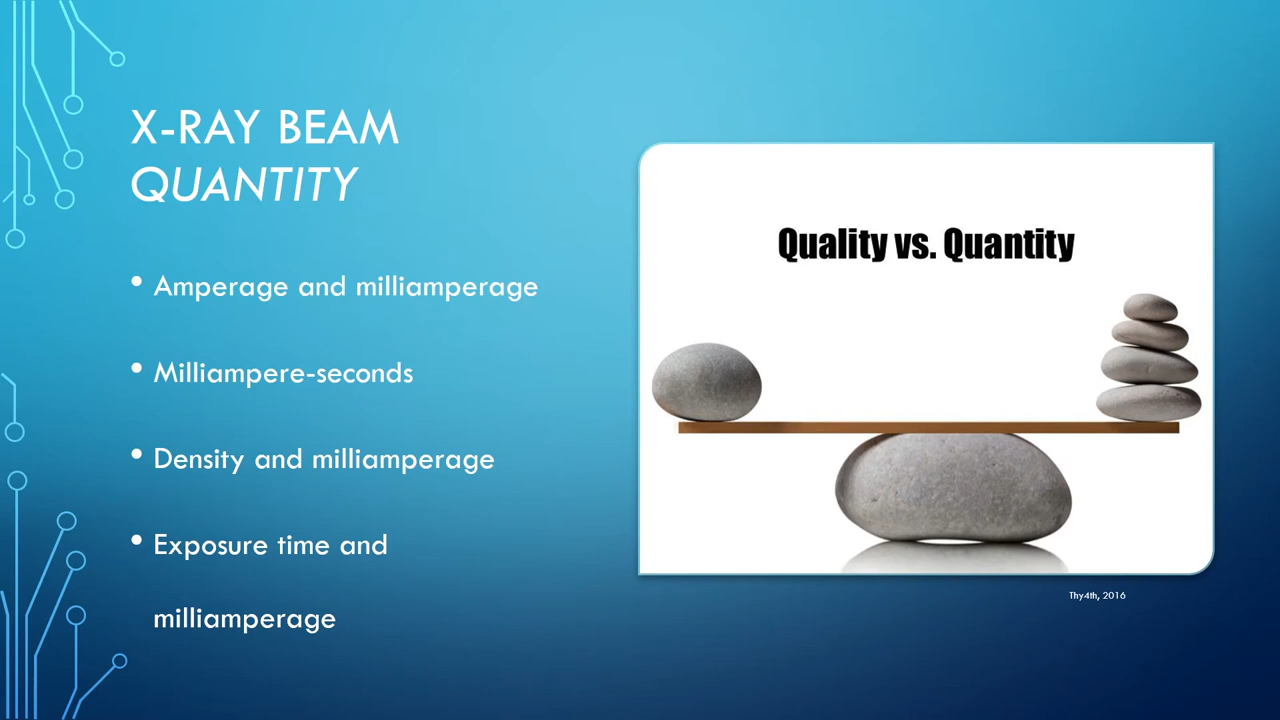 X-RAY BEAM
QUANTITY
• Amperage and milliamperage
• Milliampere-seconds
• Density and milliamperage
• Exposure time and
milliamperage
Quality vs. Quantity
Thy4th, 2016